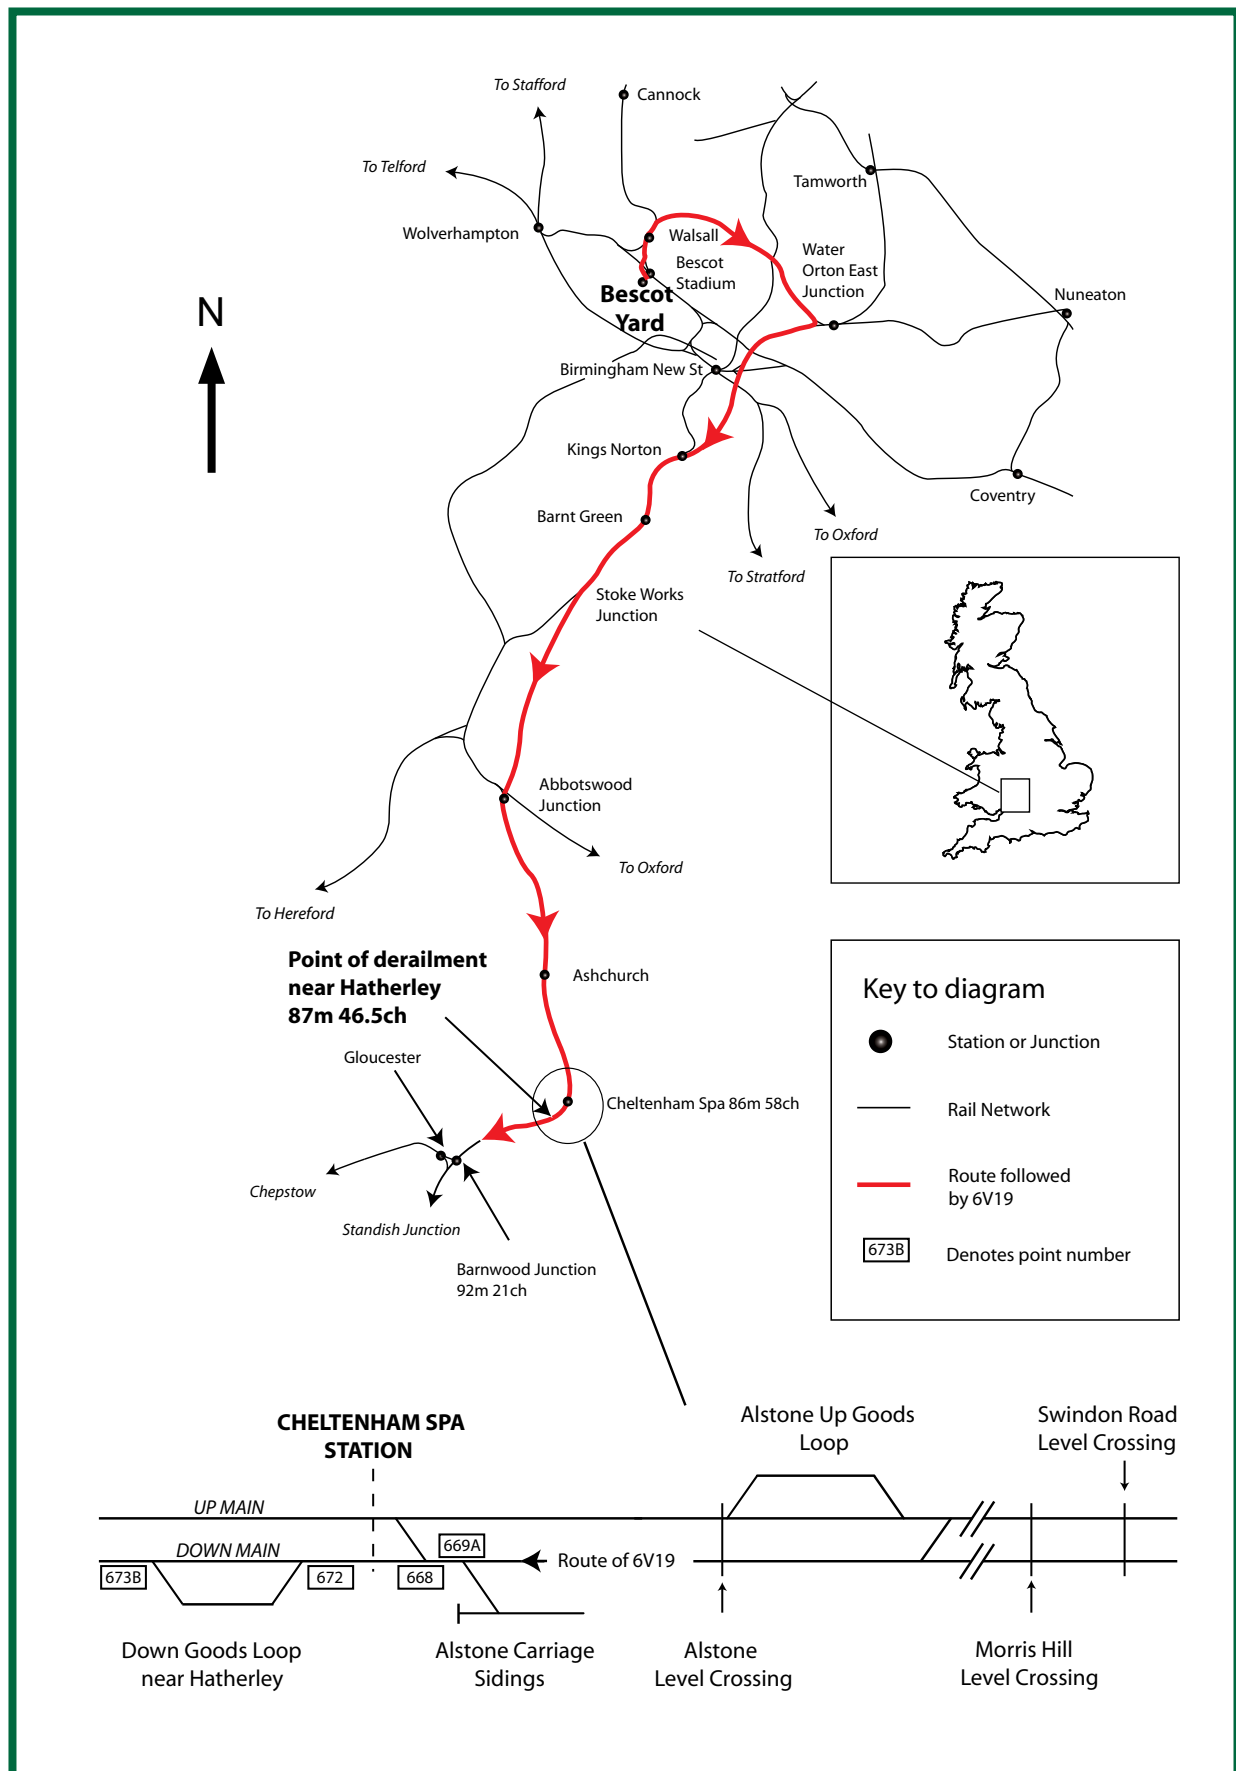 To Stafford
Cannock
To Telford
Tamworth
Wolverhampton
Walsall
Water
Orton East
Junction
Bescot
Stadium
Bescot
Yard
Nuneaton
N
Birmingham New St
Kings Norton
Coventry
Barnt Green
To Oxford
To Stratford
Stoke Works
Junction
Abbotswood
Junction
To Oxford
To Hereford
Point of derailment
near Hatherley
87m 46.5ch
Ashchurch
Gloucester
Cheltenham Spa 86m 58ch
Chepstow
Standish Junction
Barnwood Junction
92m 21ch
Key to diagram
Station or Junction
Rail Network
Route followed
by 6V19
673B
Denotes point number
CHELTENHAM SPA
STATION
Alstone Up Goods
Loop
Swindon Road
Level Crossing
UP MAIN
DOWN MAIN
669A
Route of 6V19
673B
672
668
Down Goods Loop
near Hatherley
Alstone Carriage
Sidings
Alstone
Level Crossing
Morris Hill
Level Crossing